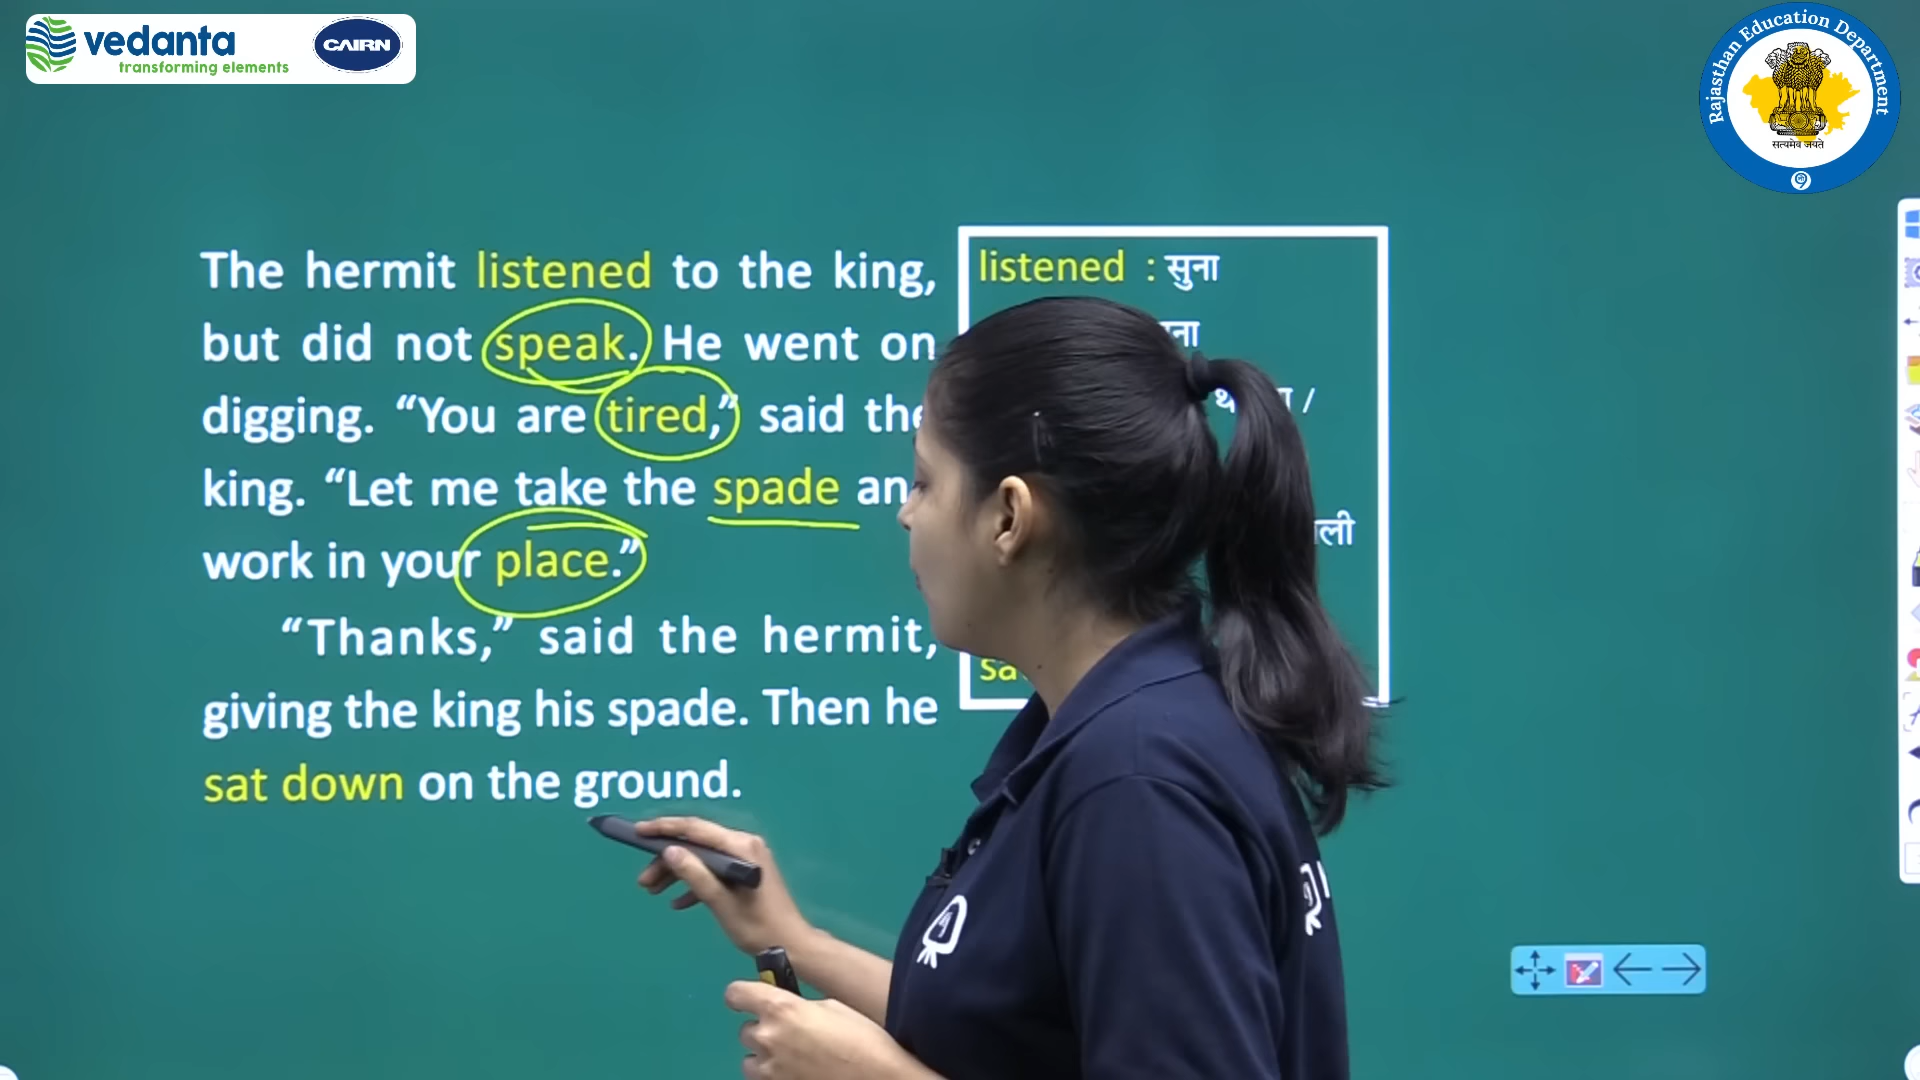 vedanta
transforming elements
CAIRN
Rajasthan Education Department
सत्यमेव जयते
The hermit listened to the king,
but did not speak. He went on
digging. “You are tired,” said the
king. “Let me take the spade
work in your place.”
“Thanks,” said the hermit,
giving the king his spade. Then he
sat down on the ground.
listened : सुना